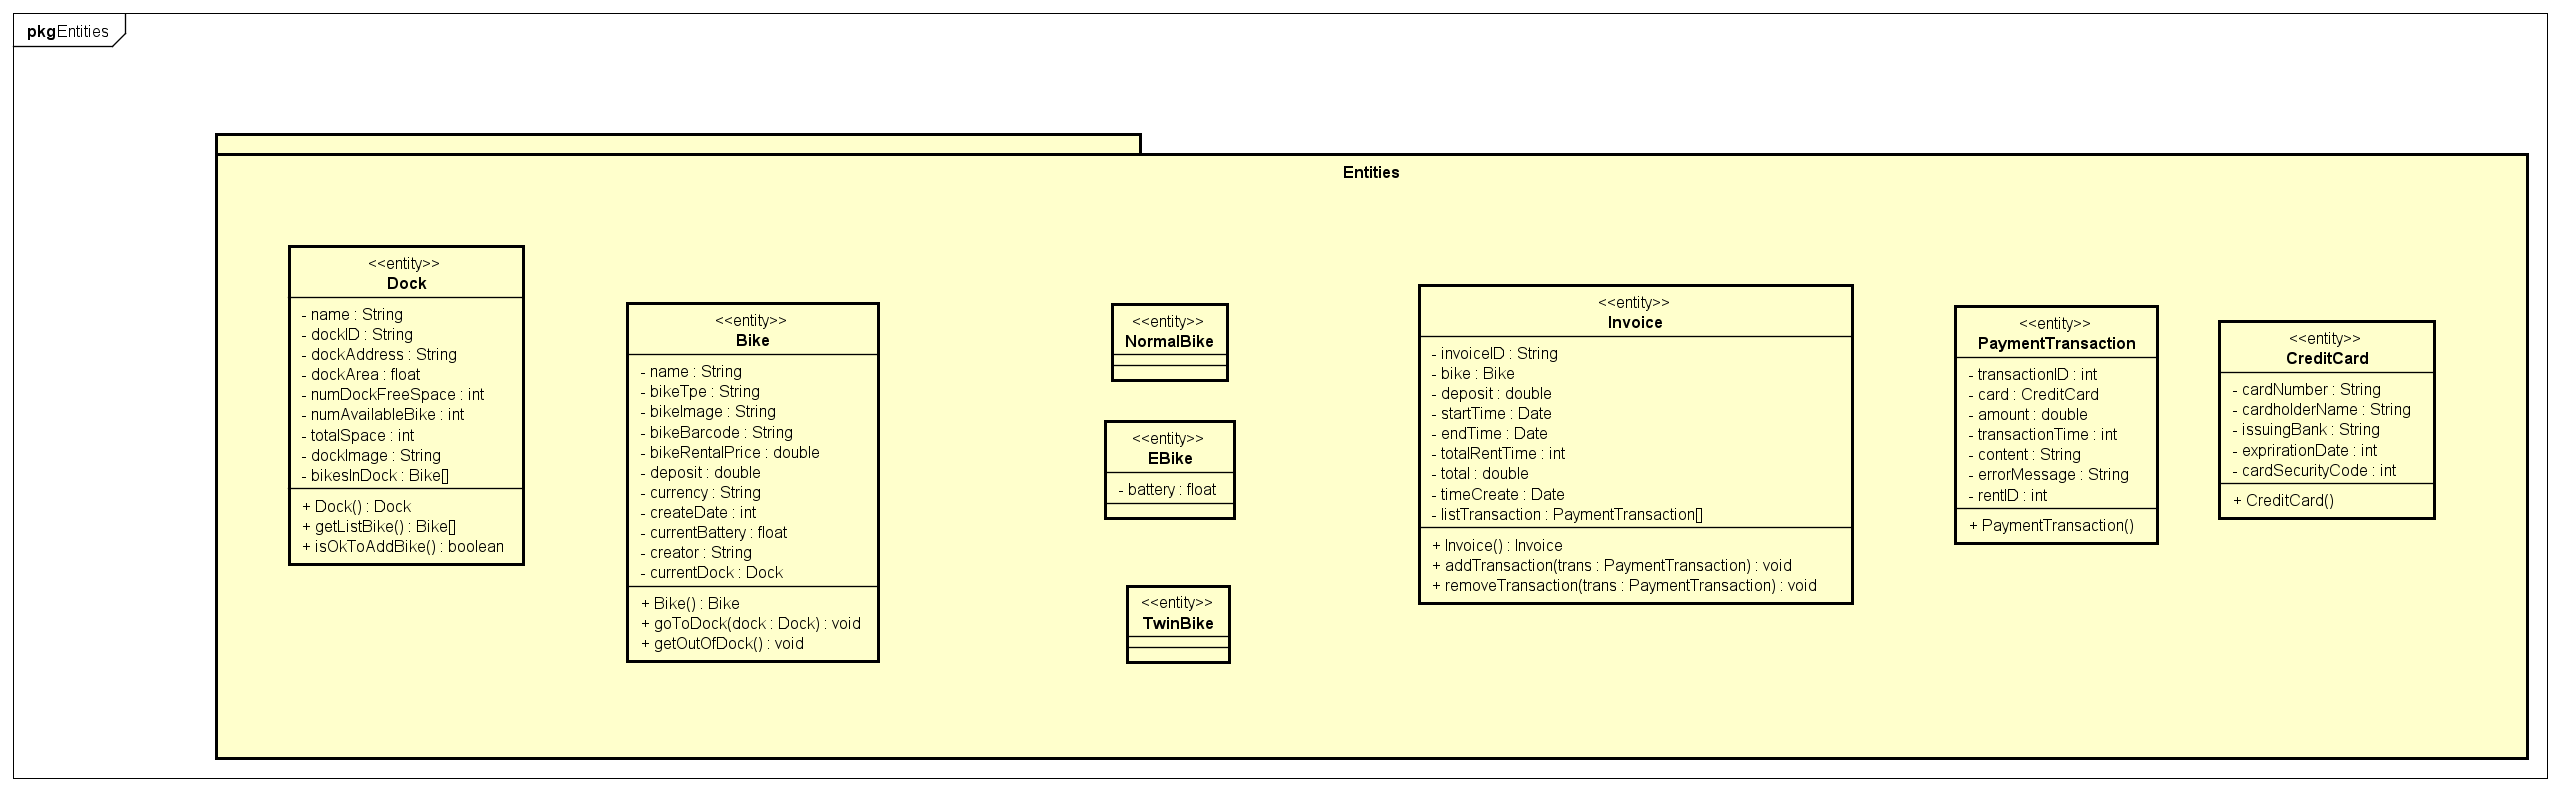 pkg Entities
Entities
<<entity>>
Dock
- name : String
- dockID : String
- dockAddress : String
- dockArea : float
- numDockFreeSpace : int
- numAvailableBike : int
- totalSpace : int
- dockImage : String
- bikesInDock : Bike[]
+ Dock() : Dock
+ getListBike() : Bike[]
+ isOkToAddBike() : boolean
<<entity>>
Bike
- name : String
- bikeTpe : String
- bikeImage : String
- bikeBarcode : String
- bikeRentalPrice : double
- deposit : double
- currency : String
- createDate : int
- currentBattery : float
- creator : String
- currentDock : Dock
+ Bike() : Bike
+ goToDock(dock : Dock) : void
+ getOutOfDock() : void
<<entity>>
NormalBike
<<entity>>
EBike
- battery : float
<<entity>>
TwinBike
<<entity>>
Invoice
- invoiceID : String
- bike : Bike
- deposit : double
- startTime : Date
- endTime : Date
- totalRentTime : int
- total : double
- timeCreate : Date
- listTransaction : PaymentTransaction[]
+ Invoice() : Invoice
+ addTransaction(trans : PaymentTransaction) : void
+ removeTransaction(trans : PaymentTransaction) : void
<<entity>>
PaymentTransaction
- transactionID : int
- card : CreditCard
- amount : double
- transactionTime : int
- content : String
- errorMessage : String
- rentID : int
+ PaymentTransaction()
<<entity>>
CreditCard
- cardNumber : String
- cardholderName : String
- issuingBank : String
- exprirationDate : int
- cardSecurityCode : int
+ CreditCard()